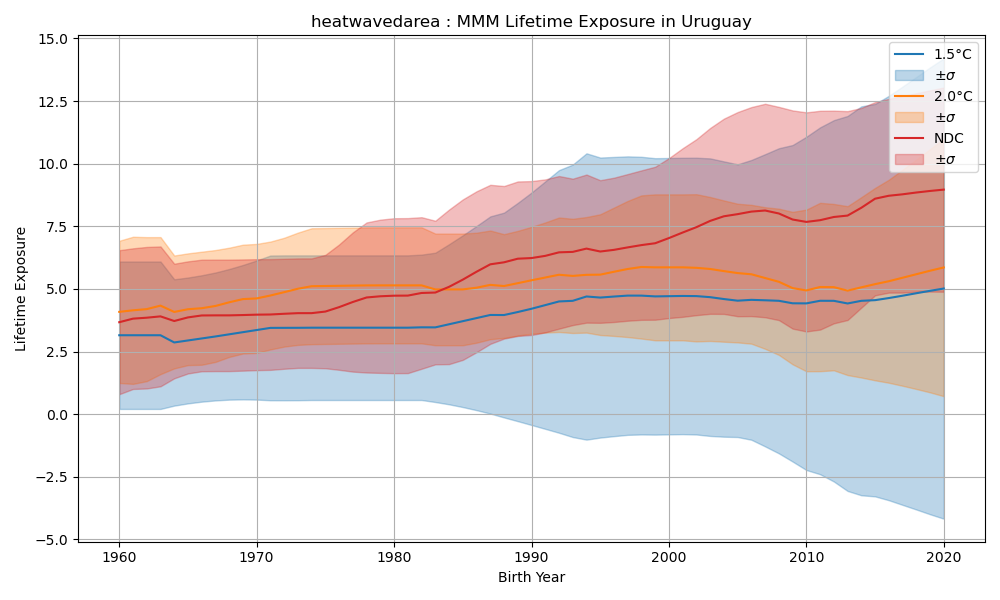 heatwavedarea : MMM Lifetime Exposure in Uruguay
15.0
12.5
10.0
7.5
5.0
2.5
0.0
−2.5
−5.0
Lifetime Exposure
1960
1970
1980
1990
2000
2010
2020
Birth Year
1.5°C
±σ
2.0°C
±σ
NDC
±σ